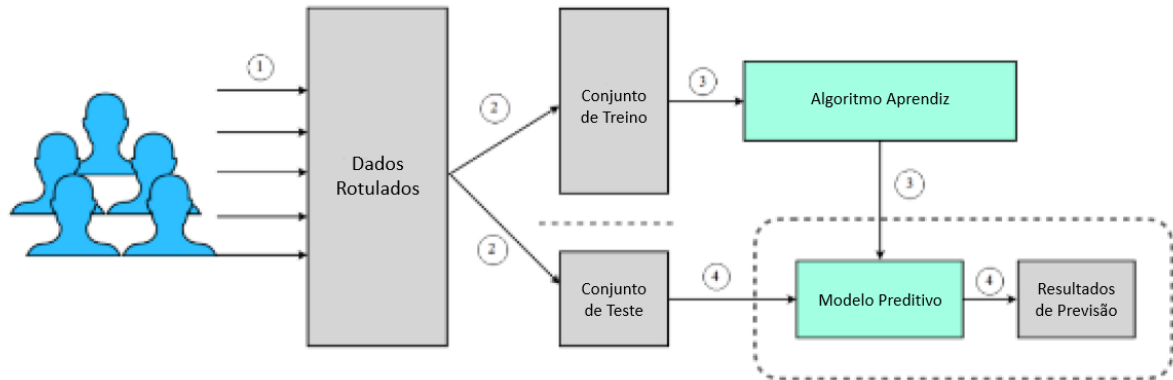 1
Dados
Rotulados
2
2
Conjunto
de Treino
3
Algoritmo Aprendiz
3
Conjunto
de Teste
4
Modelo Preditivo
4
Resultados
de Previsão